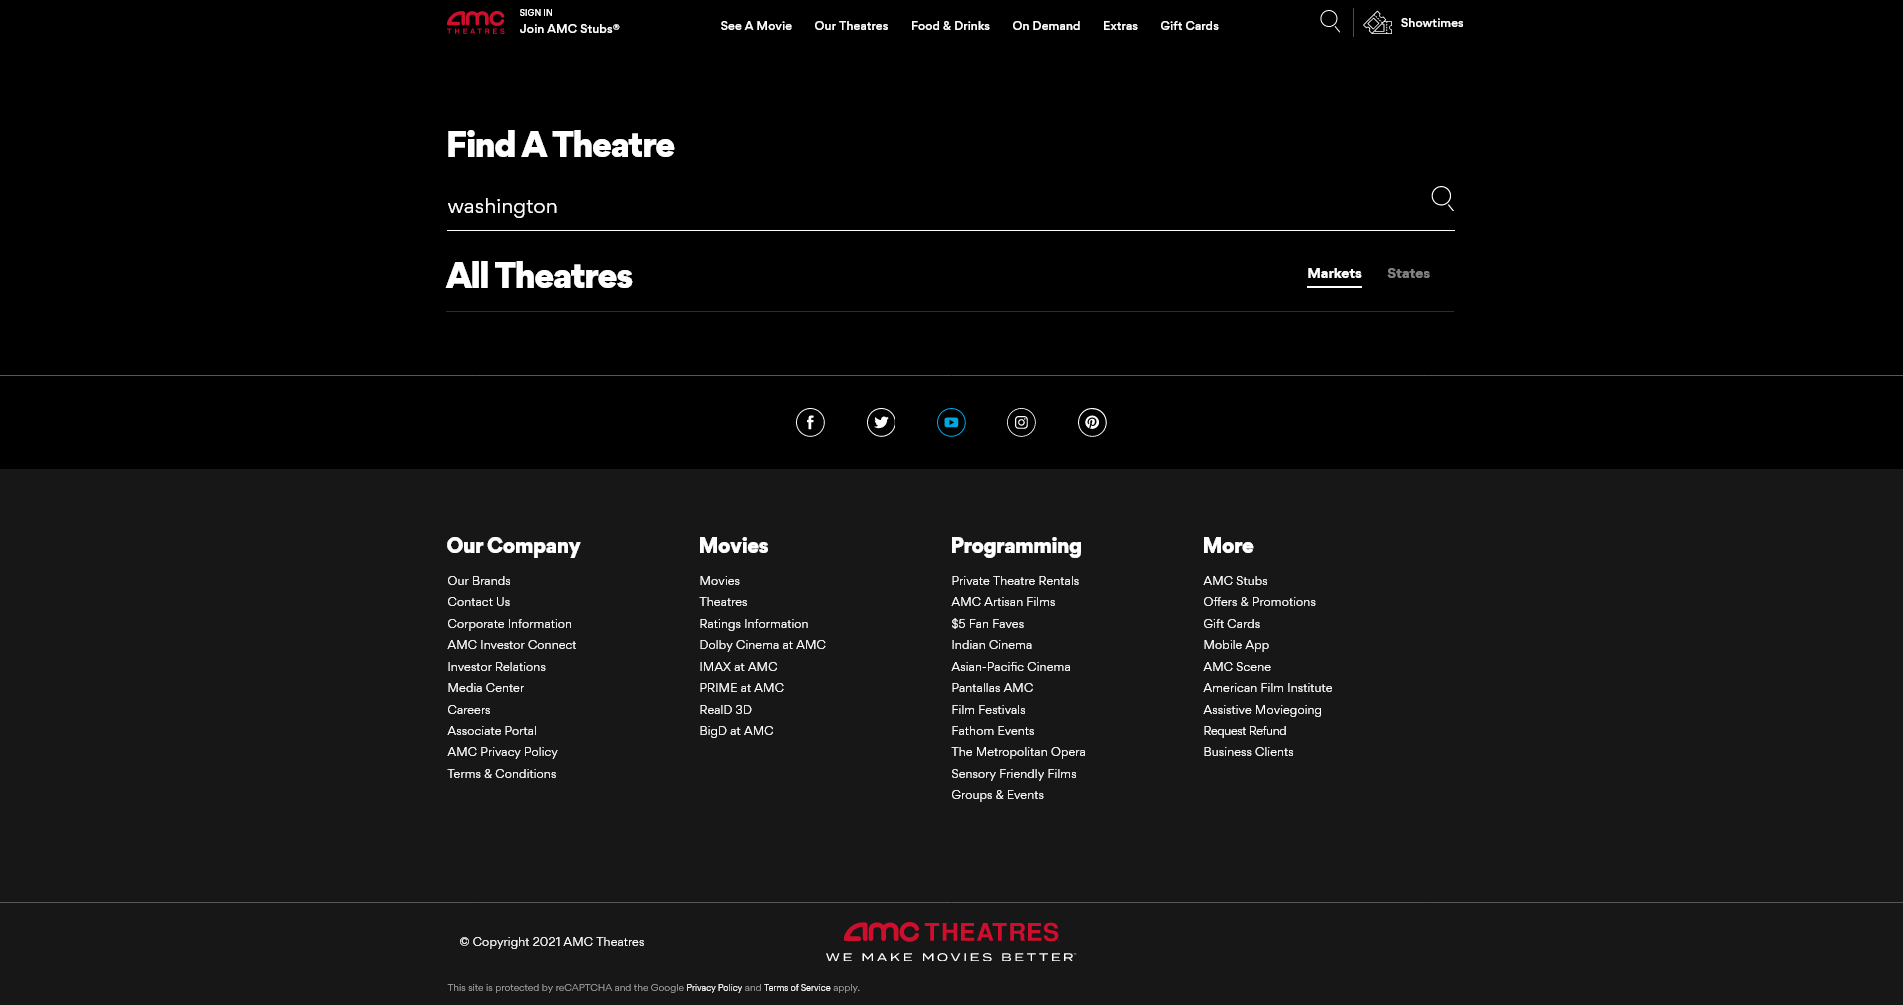 amc THEATRES
SIGN IN
Join AMC Stubs®
See A Movie
Our Theatres
Food & Drinks
On Demand
Extras
Gift Cards
Showtimes
Find A Theatre
washington
All Theatres
Markets
States
Our Company
Our Brands
Contact Us
Corporate Information
AMC Investor Connect
Investor Relations
Media Center
Careers
Associate Portal
AMC Privacy Policy
Terms & Conditions
Movies
Movies
Theatres
Ratings Information
Dolby Cinema at AMC
IMAX at AMC
PRIME at AMC
RealD 3D
BigD at AMC
Programming
Private Theatre Rentals
AMC Artisan Films
$5 Fan Faves
Indian Cinema
Asian-Pacific Cinema
Pantallas AMC
Film Festivals
Fathom Events
The Metropolitan Opera
Sensory Friendly Films
Groups & Events
More
AMC Stubs
Offers & Promotions
Gift Cards
Mobile App
AMC Scene
American Film Institute
Assistive Moviegoing
Request Refund
Business Clients
© Copyright 2021 AMC Theatres
amc THEATRES
WE MAKE MOVIES BETTER
This site is protected by reCAPTCHA and the Google Privacy Policy and Terms of Service apply.